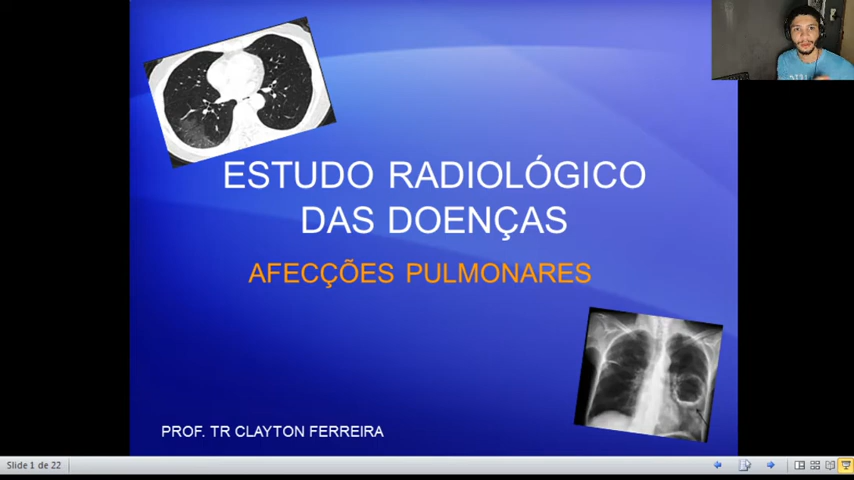 ESTUDO RADIOLÓGICO
DAS DOENÇAS
AFECÇÕES PULMONARES
PROF. TR CLAYTON FERREIRA
Slide 1 de 22